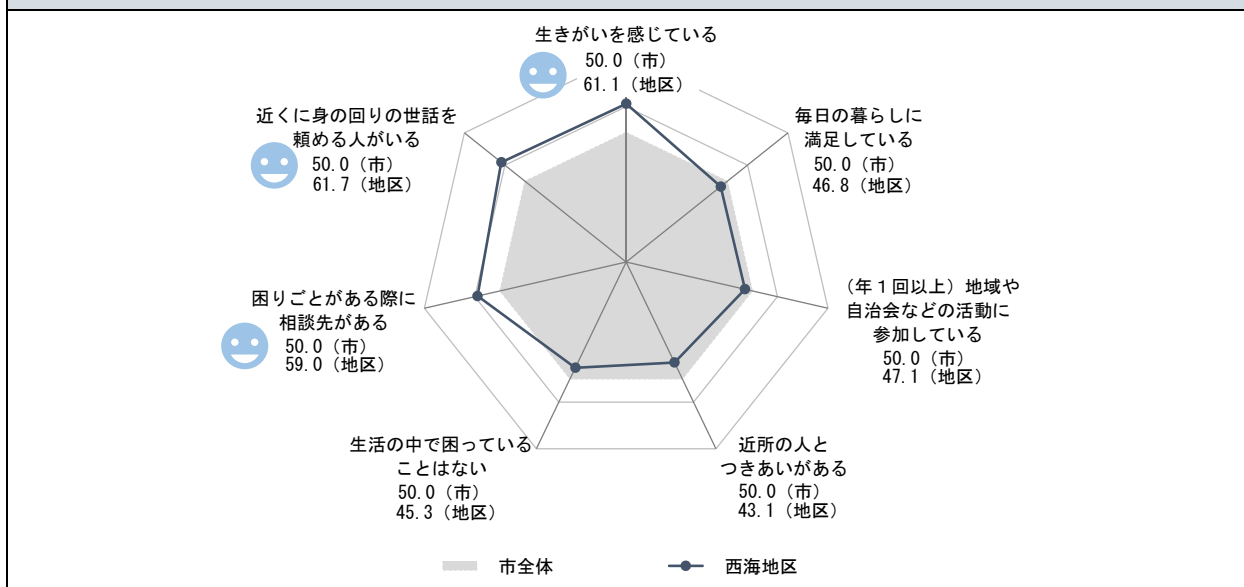 生きがいを感じている
50.0（市）
61.1（地区）
毎日の暮らしに
満足している
50.0（市）
46.8（地区）
（年１回以上）地域や
自治会などの活動に
参加している
50.0（市）
47.1（地区）
近所の人と
つきあいがある
50.0（市）
43.1（地区）
生活の中で困っている
ことはない
50.0（市）
45.3（地区）
困りごとがある際に
相談先がある
50.0（市）
59.0（地区）
近くに身の回りの世話を
頼める人がいる
50.0（市）
61.7（地区）
市全体
西海地区